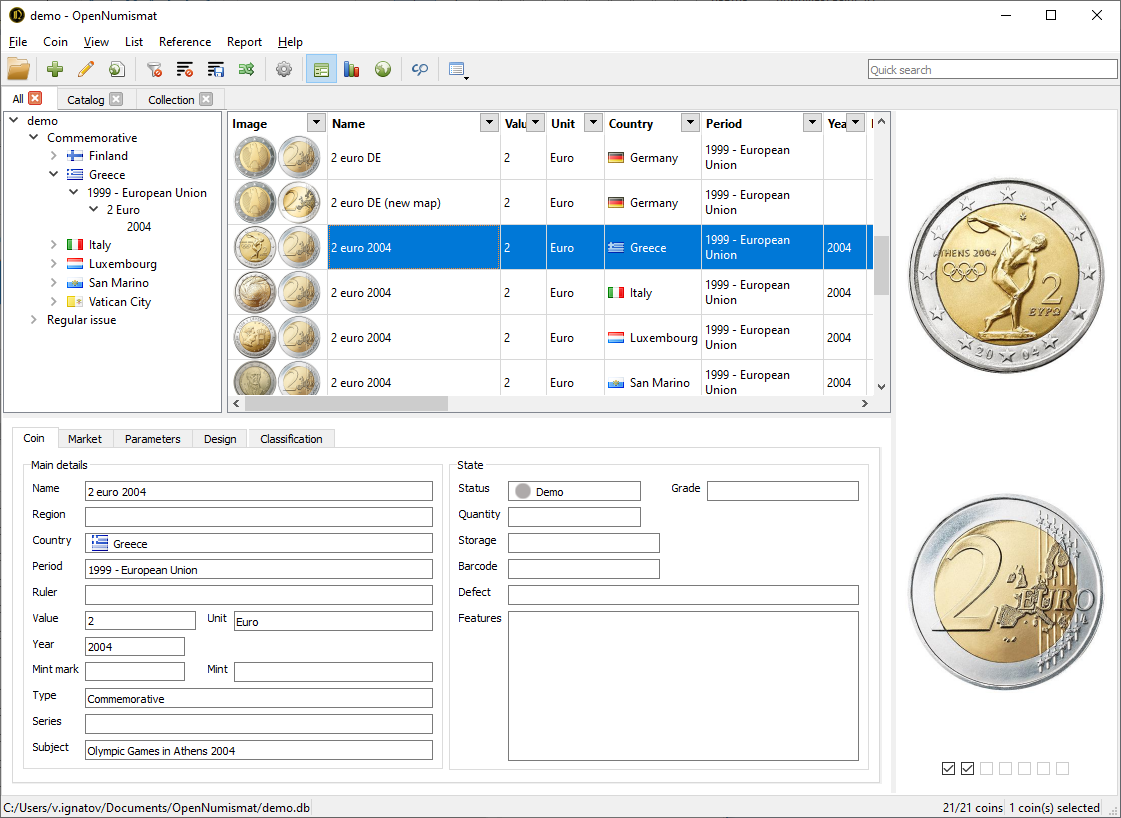 demo - OpenNumismat
File Coin View List Reference Report Help
Quick search
All Catalog Collection
demo
Commemorative
Finland
Greece
1999 - European Union
2 Euro
2004
Italy
Luxembourg
San Marino
Vatican City
Regular issue
Image Name Valu Unit Country Period Yea
2 euro DE 2 Euro Germany 1999 - European
Union
2 euro DE (new map) 2 Euro Germany 1999 - European
Union
2 euro 2004 2 Euro Greece 1999 - European
Union 2004
2 euro 2004 2 Euro Italy 1999 - European
Union 2004
2 euro 2004 2 Euro Luxembourg 1999 - European
Union 2004
2 euro 2004 2 Euro San Marino 1999 - European
Union 2004
ATHENS 2004
2
ΕΥΡΩ
2004
2 EURO
Coin Market Parameters Design Classification
Main details
Name 2 euro 2004
Region
Country Greece
Period 1999 - European Union
Ruler
Value 2 Unit Euro
Year 2004
Mint mark Mint
Type Commemorative
Series
Subject Olympic Games in Athens 2004
State
Status Demo Grade
Quantity
Storage
Barcode
Defect
Features
C:/Users/v.ignatov/Documents/OpenNumismat/demo.db
21/21 coins 1 coin(s) selected